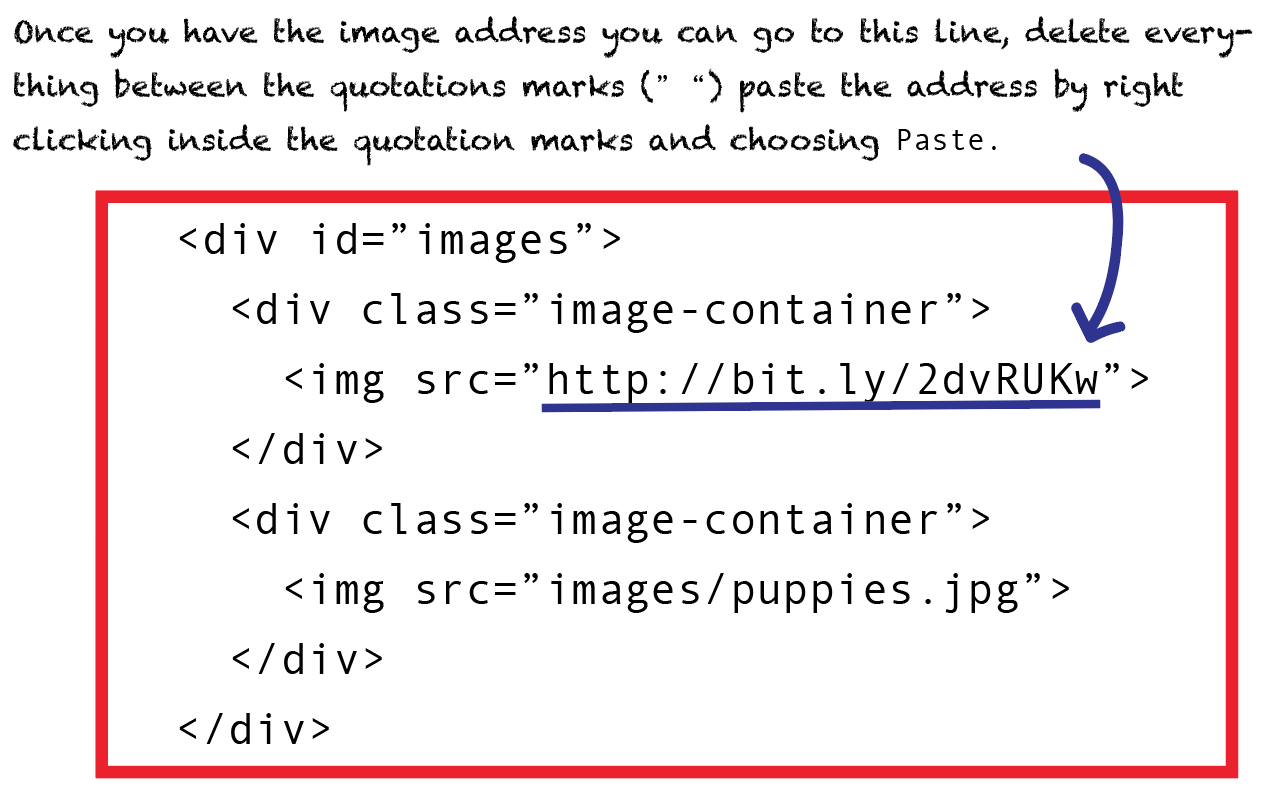 Once you have the image address you can go to this line, delete every-
thing between the quotations marks (” “) paste the address by right
clicking inside the quotation marks and choosing Paste.
<div id=”images”>
<div class=”image-container”>
<img src=”http://bit.ly/2dvRUKw”>
</div>
<div class=”image-container”>
<img src=”images/puppies.jpg”>
</div>
</div>